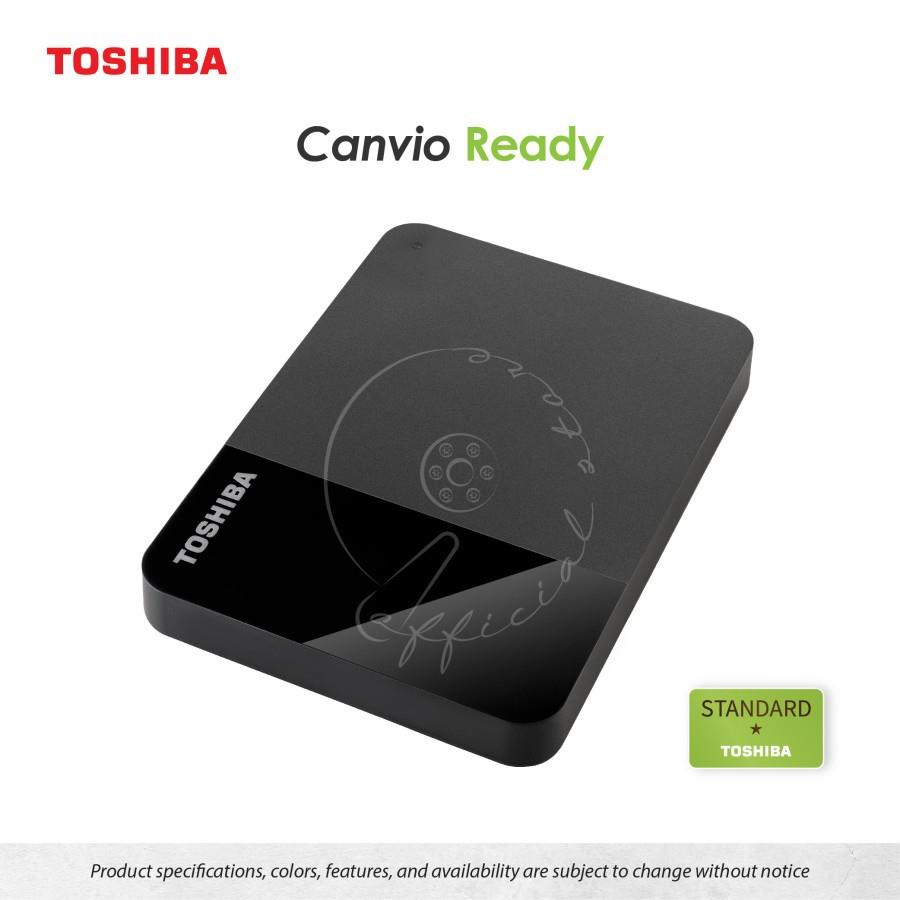 TOSHIBA
Canvio Ready
TOSHIBA
official store
STANDARD
TOSHIBA
Product specifications, colors, features, and availability are subject to change without notice